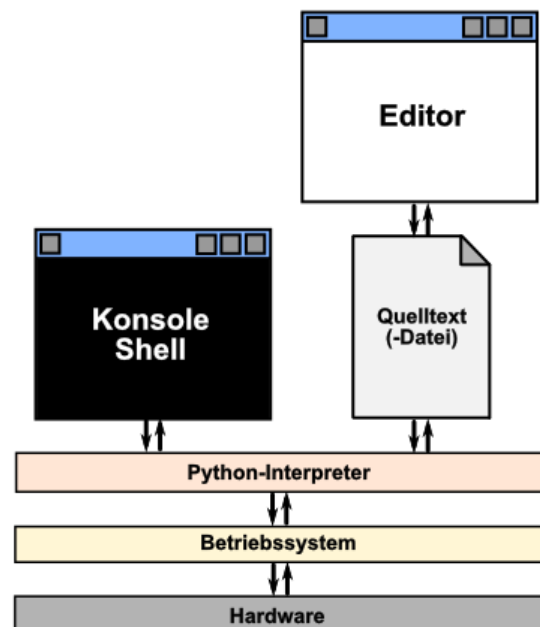 Editor
Konsole
Shell
Quelltext
(-Datei)
Python-Interpreter
Betriebssystem
Hardware